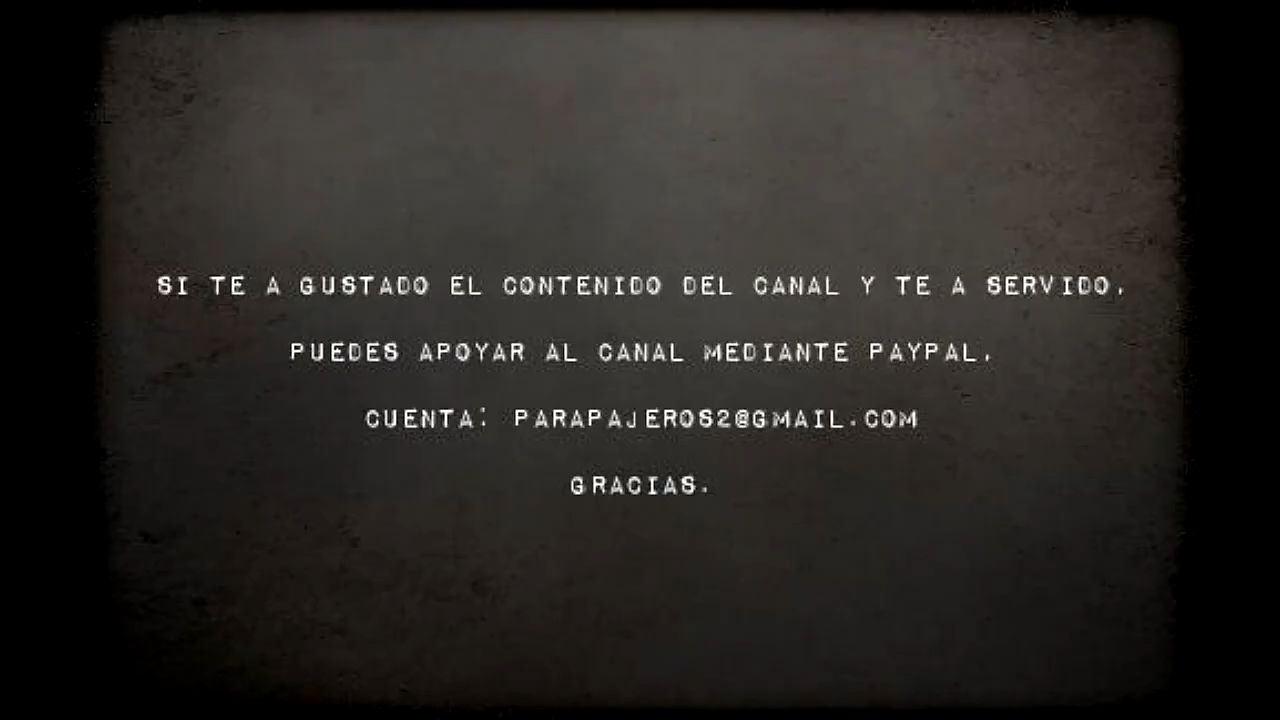 SI TE A GUSTADO EL CONTENIDO DEL CANAL Y TE A SERVIDO,
PUEDES APOYAR AL CANAL MEDIANTE PAYPAL,
CUENTA: PARAPAJEROS2@GMAIL.COM
GRACIAS.